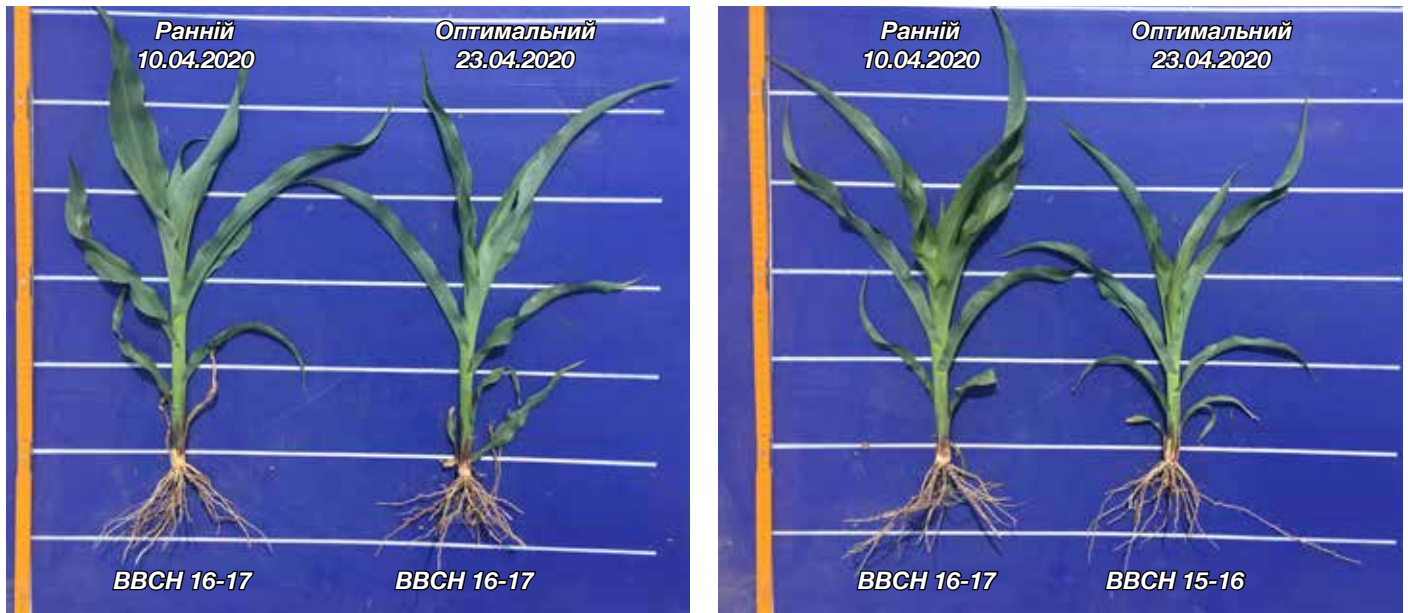 Ранній
10.04.2020
Оптимальний
23.04.2020
BBCH 16-17
BBCH 16-17
Ранній
10.04.2020
Оптимальний
23.04.2020
BBCH 16-17
BBCH 15-16